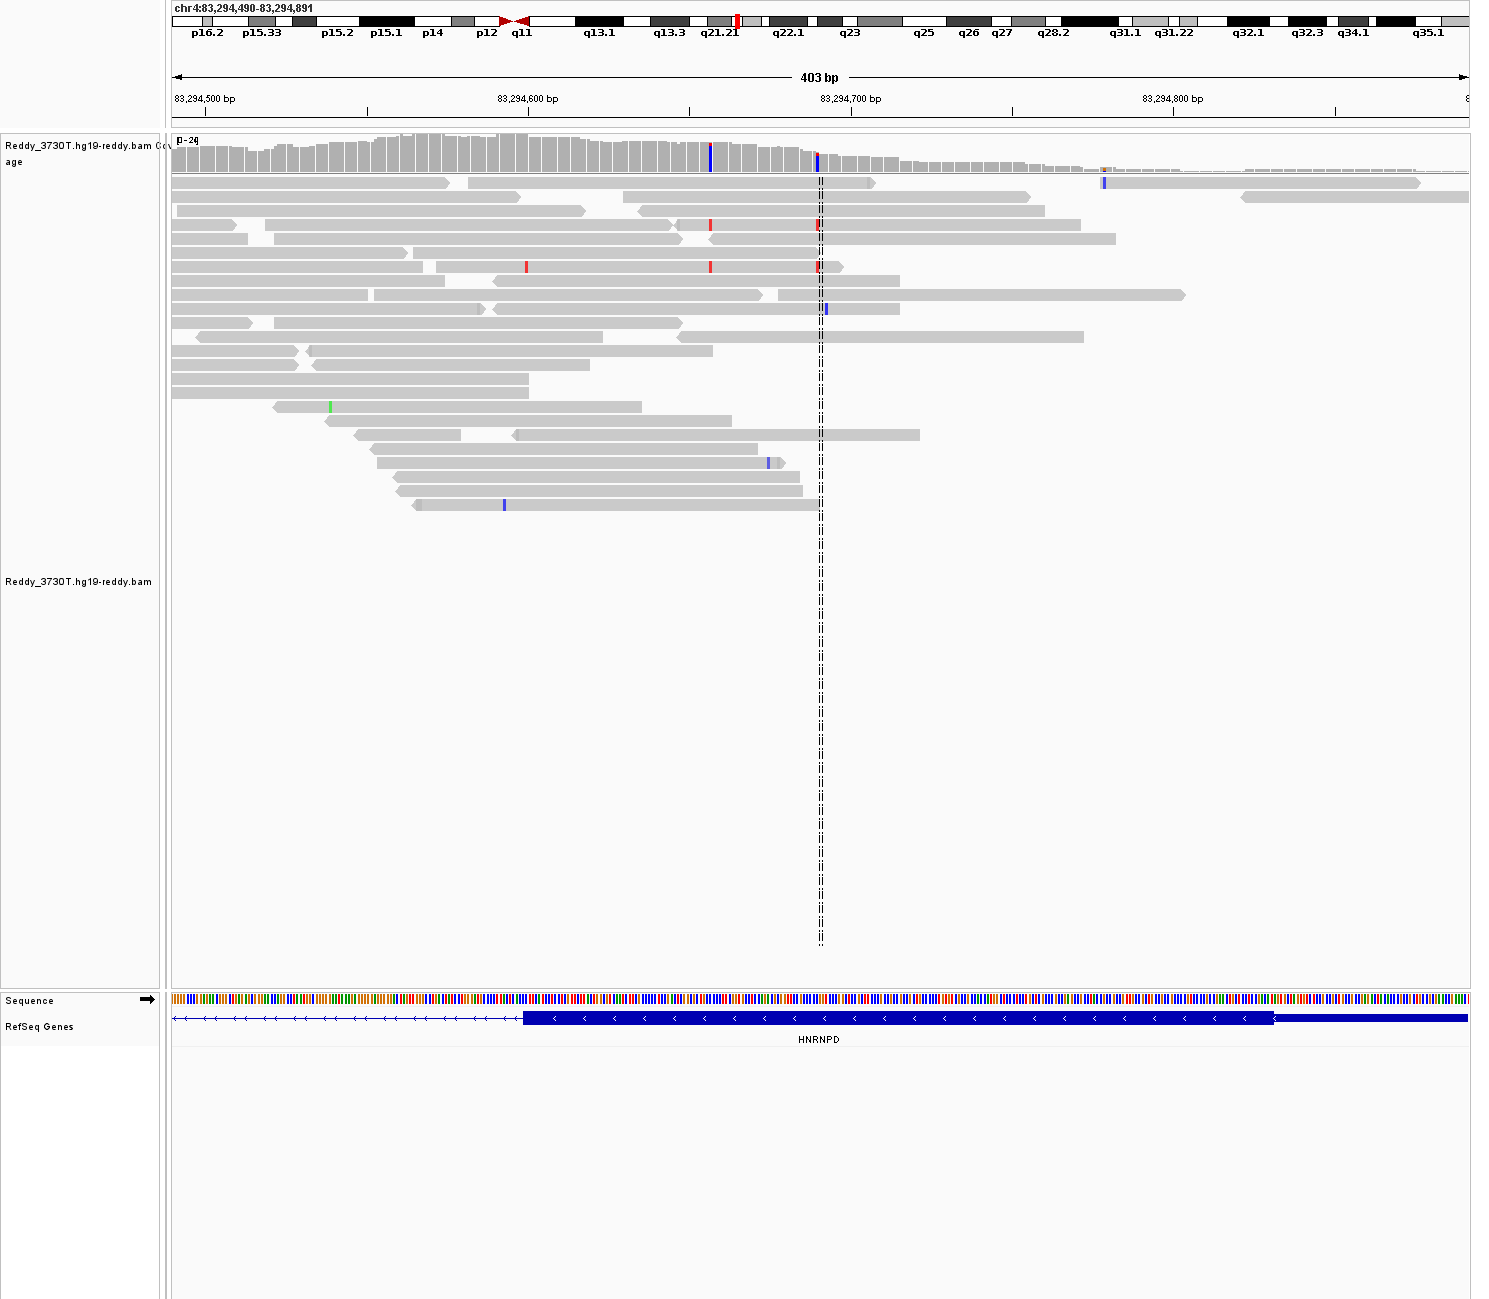 chr4:83,294,490-83,294,891
p16.2 p15.33 p15.2 p15.1 p14 p12 q11 q13.1 q13.3 q21.21 q22.1 q23 q25 q26 q27 q28.2 q31.1 q31.22 q32.1 q32.3 q34.1 q35.1
403 bp
83,294,500 bp 83,294,600 bp 83,294,700 bp 83,294,800 bp 8
Reddy_3730T.hg19-reddy.bam Cov
age
Reddy_3730T.hg19-reddy.bam
Sequence
RefSeq Genes
HNRNPD